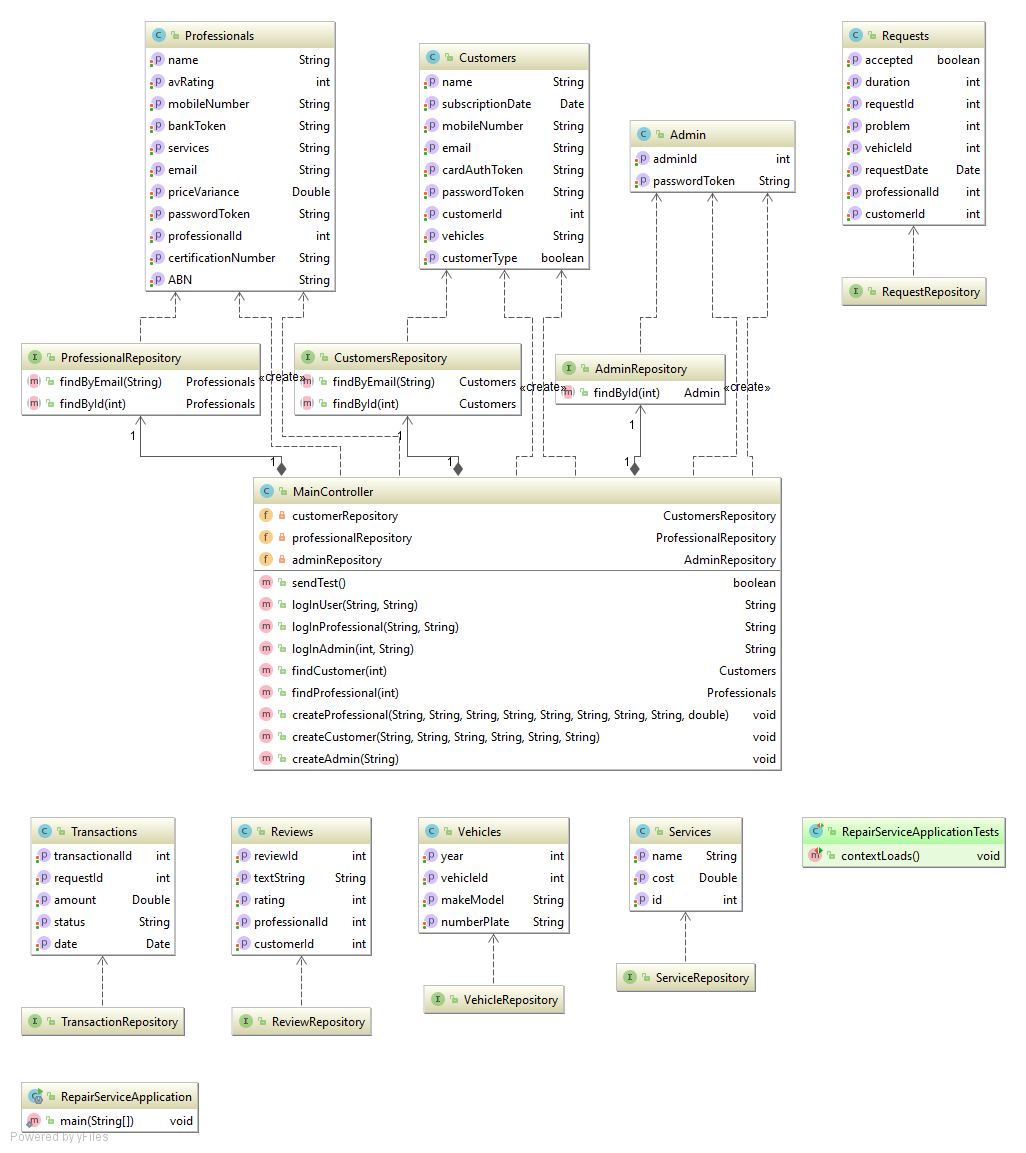 Professionals
name String
avRating int
mobileNumber String
bankToken String
services String
email String
priceVariance Double
passwordToken String
professionalId int
certificationNumber String
ABN String
Customers
name String
subscriptionDate Date
mobileNumber String
email String
cardAuthToken String
passwordToken String
customerId int
vehicles String
customerType boolean
Admin
adminId int
passwordToken String
Requests
accepted boolean
duration int
requestId int
problem int
vehicleId int
requestDate Date
professionalId int
customerId int
RequestRepository
ProfessionalRepository
findByEmail(String) Professionals
findById(int) Professionals
«create»
CustomersRepository
findByEmail(String) Customers
findById(int) Customers
«create»
AdminRepository
findById(int) Admin
«create»
1
1
1
1
1
1
MainController
customerRepository CustomersRepository
professionalRepository ProfessionalRepository
adminRepository AdminRepository
sendTest() boolean
logInUser(String, String) String
logInProfessional(String, String) String
logInAdmin(int, String) String
findCustomer(int) Customers
findProfessional(int) Professionals
createProfessional(String, String, String, String, String, String, String, String, double) void
createCustomer(String, String, String, String, String, String) void
createAdmin(String) void
Transactions
transactionalId int
requestId int
amount Double
status String
date Date
TransactionRepository
Reviews
reviewId int
textString String
rating int
professionalId int
customerId int
ReviewRepository
Vehicles
year int
vehicleId int
makeModel String
numberPlate String
VehicleRepository
Services
name String
cost Double
id int
ServiceRepository
RepairServiceApplicationTests
contextLoads() void
RepairServiceApplication
main(String[]) void
Powered by yFiles